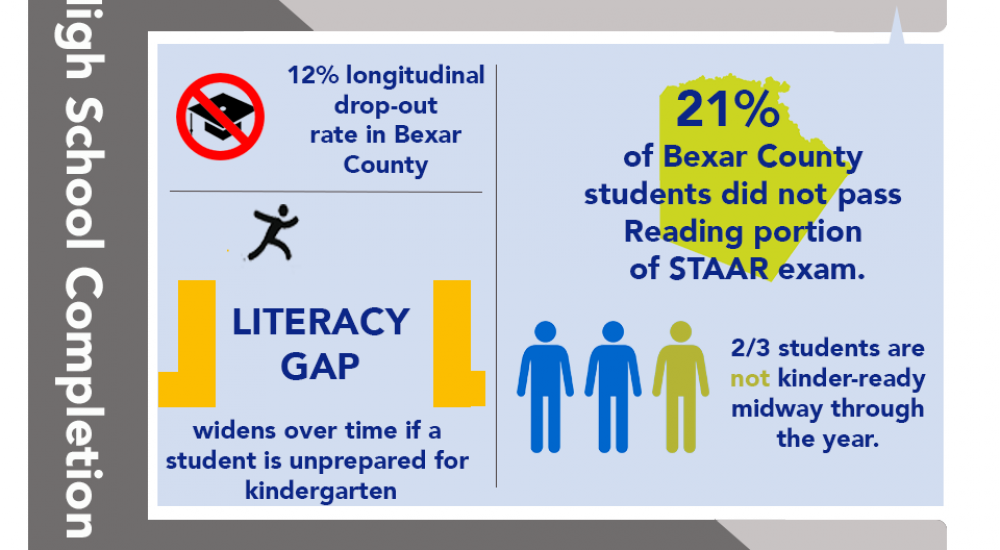 High School Completion
12% longitudinal
drop-out
rate in Bexar
County
LITERACY
GAP
widens over time if a
student is unprepared for
kindergarten
21%
of Bexar County
students did not pass
Reading portion
of STAAR exam.
2/3 students are
not kinder-ready
midway through
the year.